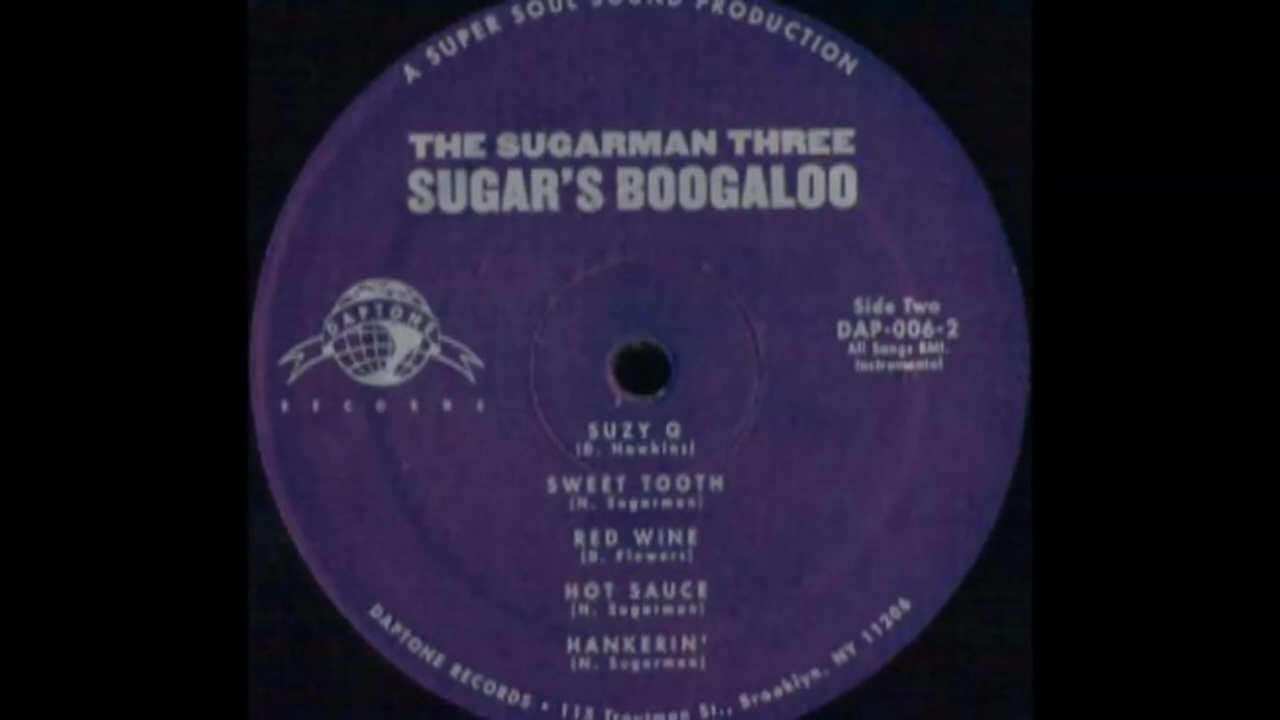 A SUPER SOUL SOUND PRODUCTION
THE SUGARMAN THREE
SUGAR'S BOOGALOO
DAPTONE
RECORDS
Side Two
DAP-006-2
All Songs BMI.
Instrumental
SUZY Q
(D. Hawkins)
SWEET TOOTH
(N. Sugarman)
RED WINE
(D. Flowers)
HOT SAUCE
(N. Sugarman)
HANKERIN'
(N. Sugarman)
DAPTONE RECORDS • 115 Troutman St., Brooklyn, NY 11206